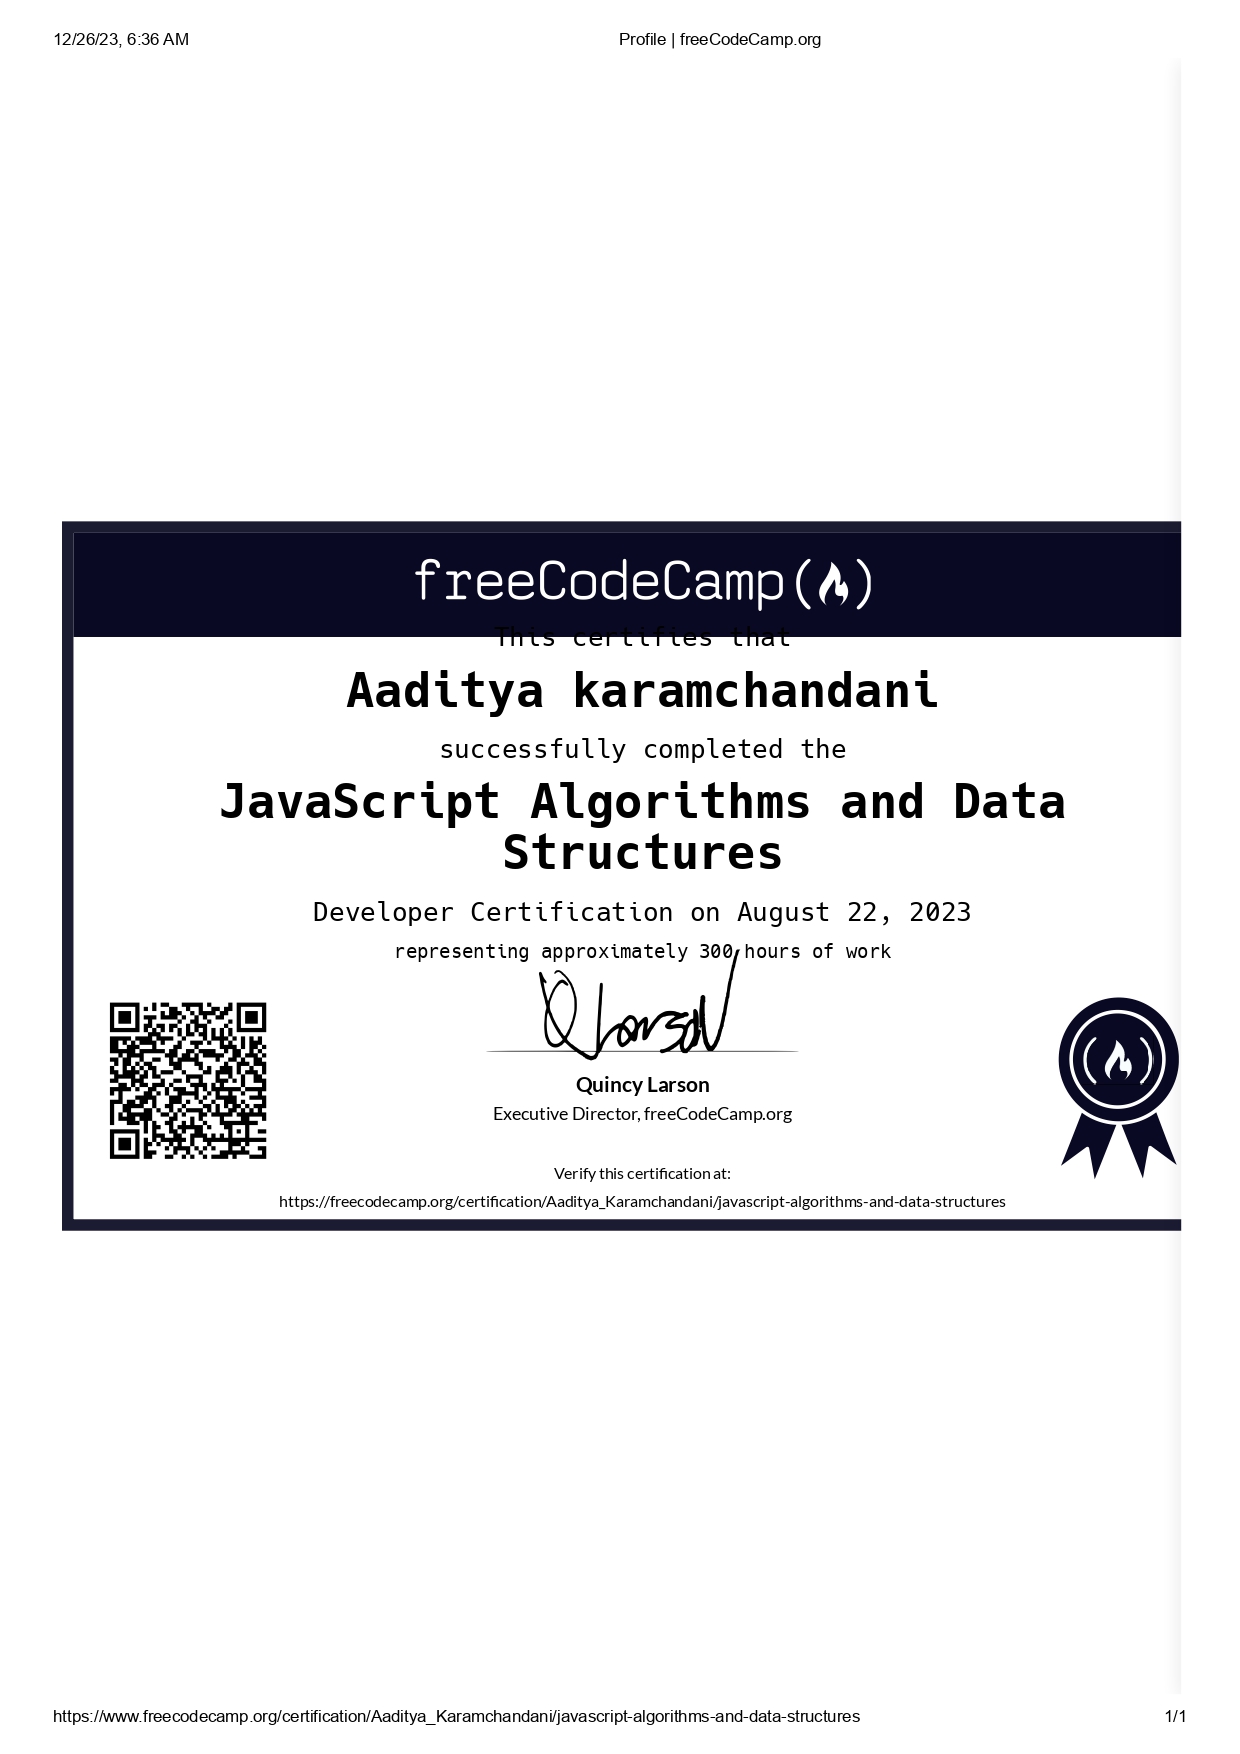 12/26/23, 6:36 AM
Profile | freeCodeCamp.org
freeCodeCamp(🔥)
This certifies that
Aaditya karamchandani
successfully completed the
JavaScript Algorithms and Data
Structures
Developer Certification on August 22, 2023
representing approximately 300 hours of work
Quincy Larson
Executive Director, freeCodeCamp.org
Verify this certification at:
https://freecodecamp.org/certification/Aaditya_Karamchandani/javascript-algorithms-and-data-structures
https://www.freecodecamp.org/certification/Aaditya_Karamchandani/javascript-algorithms-and-data-structures
1/1